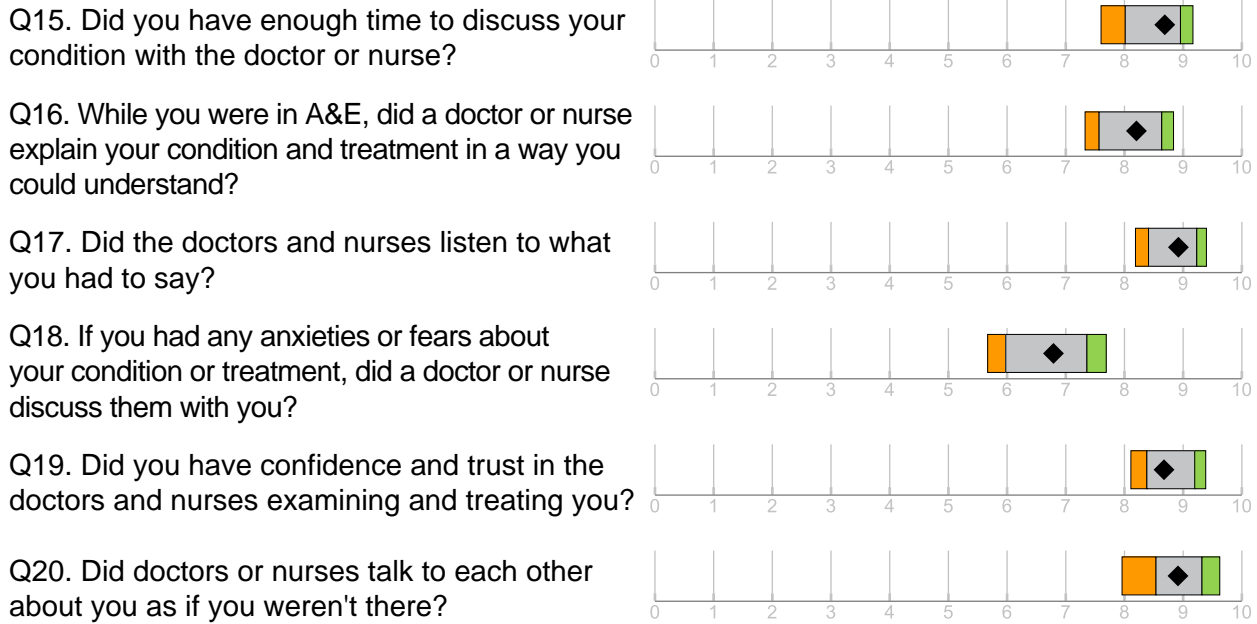 Q15. Did you have enough time to discuss your
condition with the doctor or nurse?
0 1 2 3 4 5 6 7 8 9 10
Q16. While you were in A&E, did a doctor or nurse
explain your condition and treatment in a way you
could understand?
0 1 2 3 4 5 6 7 8 9 10
Q17. Did the doctors and nurses listen to what
you had to say?
0 1 2 3 4 5 6 7 8 9 10
Q18. If you had any anxieties or fears about
your condition or treatment, did a doctor or nurse
discuss them with you?
0 1 2 3 4 5 6 7 8 9 10
Q19. Did you have confidence and trust in the
doctors and nurses examining and treating you?
0 1 2 3 4 5 6 7 8 9 10
Q20. Did doctors or nurses talk to each other
about you as if you weren't there?
0 1 2 3 4 5 6 7 8 9 10